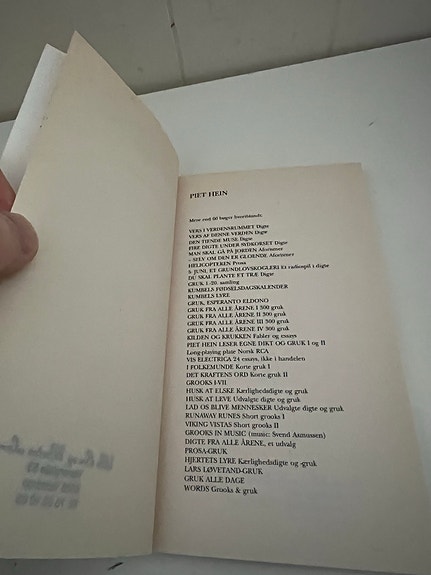 PIET HEIN
Mere end 60 bøger hvoriblandt:
VERS I VERDENSRUMMET Digte
VERS AF DENNE VERDEN Digte
DEN TIENDE MUSE Digte
FIRE DIGTE UNDER SYDKORSET Digte
MAN SKAL GÅ PÅ JORDEN Aforismer
– SELV OM DEN ER GLOENDE Aforismer
HELICOPTEKEN Prosa
5. JUNI, ET GRUNDLOVSKOGLERI Et radiospil i digte
DU SKAL PLANTE ET TRÆ Digte
GRUK 1.-20. samling
KUMBELS FØDSELSDAGSKALENDER
KUMBELS LYRE
GRUK, ESPERANTO ELDONO
GRUK FRA ALLE ÅRENE I 300 gruk
GRUK FRA ALLE ÅRENE II 300 gruk
GRUK FRA ALLE ÅRENE III 300 gruk
GRUK FRA ALLE ÅRENE IV 300 gruk
KILDEN OG KRUKKEN Fabler og essays
PIET HEIN LÆSER EGNE DIKT OG GRUK I og II
Long-playing plate Norsk RCA
VIS ELECTRICA 24 essays, ikke i handelen
I FOLKEMUNDE Korte gruk I
DET KRAFTENS ORD Korte gruk II
GROOKS I-VII
HUSK AT ELSKE Kærlighedsdigte og gruk
HUSK AT LEVE Udvalgte digte og gruk
LAD OS BLIVE MENNESKER Udvalgte digte og gruk
RUNAWAY RUNES Short grooks I
VIKING VISTAS Short grooks II
GROOKS IN MUSIC (music: Svend Asmussen)
DIGTE FRA ALLE ÅRENE, et udvalg
PROSA-GRUK
HJERTETS LYRE Kærlighedsdigte og -gruk
LARS LØVETAND-GRUK
GRUK ALLE DAGE
WORDS Grooks & gruk